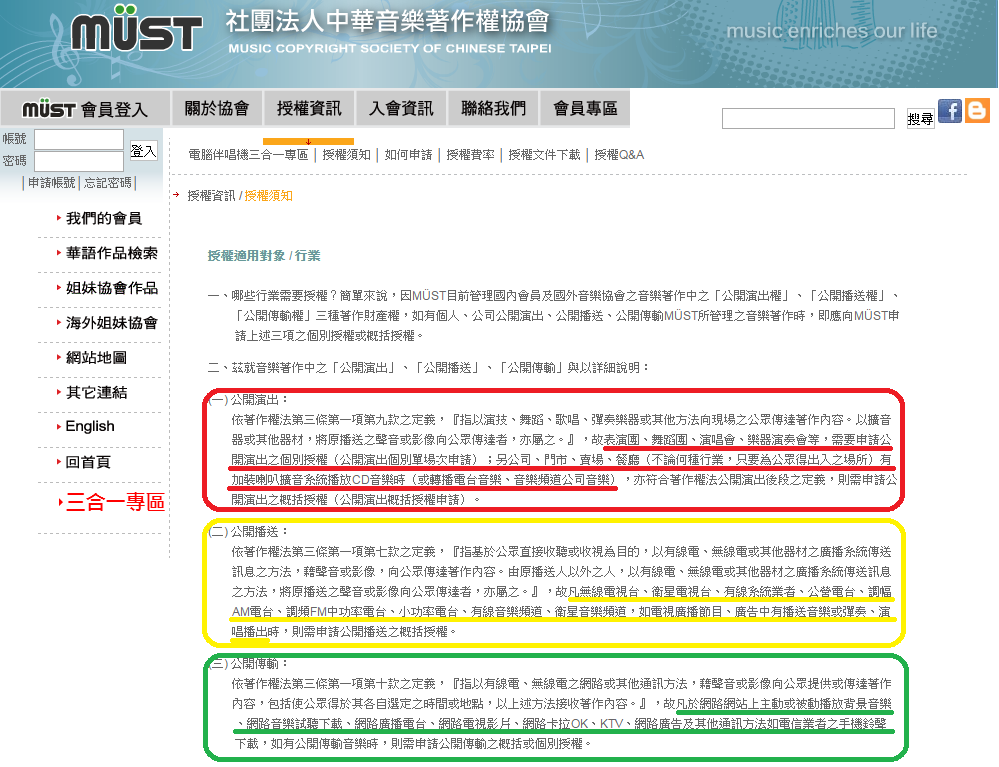 MÜST 社團法人中華音樂著作權協會
MUSIC COPYRIGHT SOCIETY OF CHINESE TAIPEI
music enriches our life
MÜST 會員登入
關於協會
授權資訊
入會資訊
聯絡我們
會員專區
搜尋
帳號
密碼
登入
申請帳號
忘記密碼
電腦伴唱機三合一專區 | 授權須知 | 如何申請 | 授權費率 | 授權文件下載 | 授權Q&A
授權資訊 / 授權須知
我們的會員
華語作品檢索
姐妹協會作品
海外姐妹協會
網站地圖
其它連結
English
回首頁
三合一專區
授權適用對象 / 行業
一、哪些行業需要授權？簡單來說，因MÜST目前管理國內會員及國外音樂協會之音樂著作中之「公開演出權」、「公開播送權」、
「公開傳輸權」三種著作財產權，如有個人、公司公開演出、公開播送、公開傳輸MÜST所管理之音樂著作時，即應向MÜST申
請上述三項之個別授權或概括授權。
二、茲就音樂著作中之「公開演出」、「公開播送」、「公開傳輸」與以詳細說明：
(一) 公開演出：
依著作權法第三條第一項第九款之定義，『指以演技、舞蹈、歌唱、彈奏樂器或其他方法向現場之公眾傳達著作內容。以擴音
器或其他器材，將原播送之聲音或影像向公眾傳達者，亦屬之。』，故表演團、舞蹈團、演唱會、樂器演奏會等，需要申請公
開演出之個別授權（公開演出個別單場次申請）；另公司、門市、賣場、餐廳（不論何種行業，只要為公眾得出入之場所）有
加裝喇叭擴音系統播放CD音樂時（或轉播電台音樂、音樂頻道公司音樂），亦符合著作權法公開演出後段之定義，則需申請公
開演出之概括授權（公開演出概括授權申請）。
(二) 公開播送：
依著作權法第三條第一項第七款之定義，『指基於公眾直接收聽或收視為目的，以有線電、無線電或其他器材之廣播系統傳送
訊息之方法，藉聲音或影像，向公眾傳達著作內容。由原播送人以外之人，以有線電、無線電或其他器材之廣播系統傳送訊息
之方法，將原播送之聲音或影像向公眾傳達者，亦屬之。』，故凡無線電視台、衛星電視台、有線系統業者、公營電台、調幅
AM電台、調頻FM中功率電台、小功率電台、有線音樂頻道、衛星音樂頻道，如電視廣播節目、廣告中有播送音樂或彈奏、演
唱播出時，則需申請公開播送之概括授權。
(三) 公開傳輸：
依著作權法第三條第一項第十款之定義，『指以有線電、無線電之網路或其他通訊方法，藉聲音或影像向公眾提供或傳達著作
內容，包括使公眾得於其各自選定之時間或地點，以上述方法接收著作內容。』，故凡於網路網站上主動或被動播放背景音樂
、網路音樂試聽下載、網路廣播電台、網路電視影片、網路卡拉OK、KTV、網路廣告及其他通訊方法如電信業者之手機鈴聲
下載，如有公開傳輸音樂時，則需申請公開傳輸之概括或個別授權。